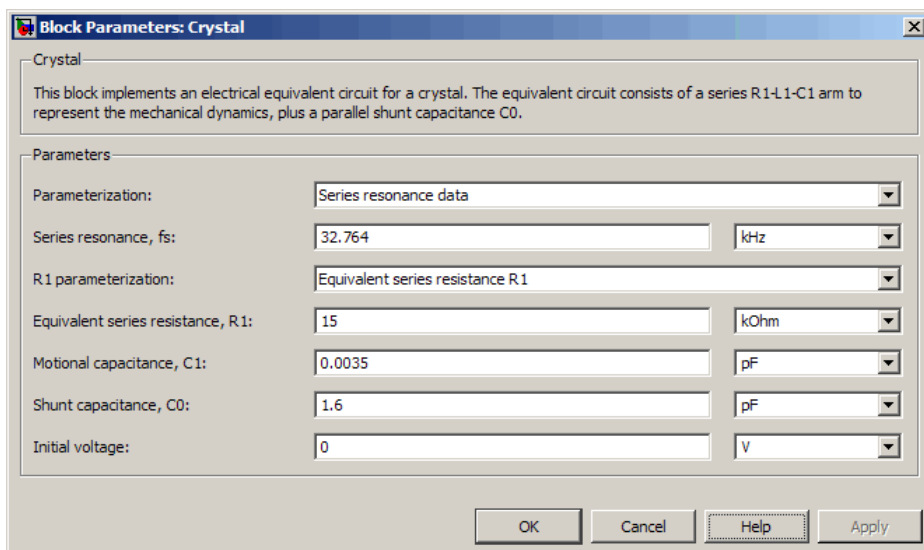 Block Parameters: Crystal
Crystal
This block implements an electrical equivalent circuit for a crystal. The equivalent circuit consists of a series R1-L1-C1 arm to
represent the mechanical dynamics, plus a parallel shunt capacitance C0.
Parameters
Parameterization: Series resonance data
Series resonance, fs: 32.764 kHz
R1 parameterization: Equivalent series resistance R1
Equivalent series resistance, R1: 15 kOhm
Motional capacitance, C1: 0.0035 pF
Shunt capacitance, C0: 1.6 pF
Initial voltage: 0 V
OK Cancel Help Apply